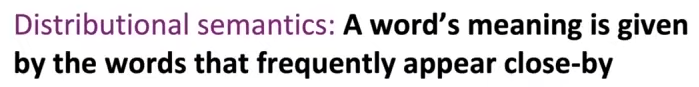 Distributional semantics: A word’s meaning is given
by the words that frequently appear close-by